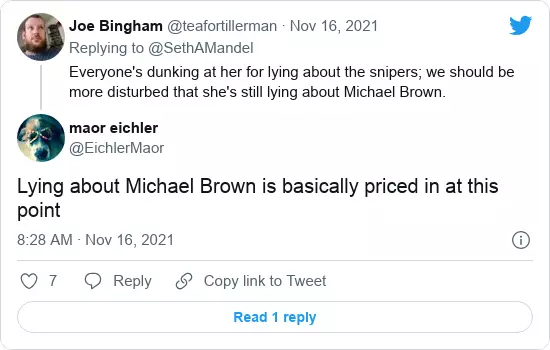 Joe Bingham @teafortillerman · Nov 16, 2021
Replying to @SethAMandel
Everyone's dunking at her for lying about the snipers; we should be
more disturbed that she's still lying about Michael Brown.
maor eichler
@EichlerMaor
Lying about Michael Brown is basically priced in at this
point
8:28 AM · Nov 16, 2021
7 Reply Copy link to Tweet
Read 1 reply